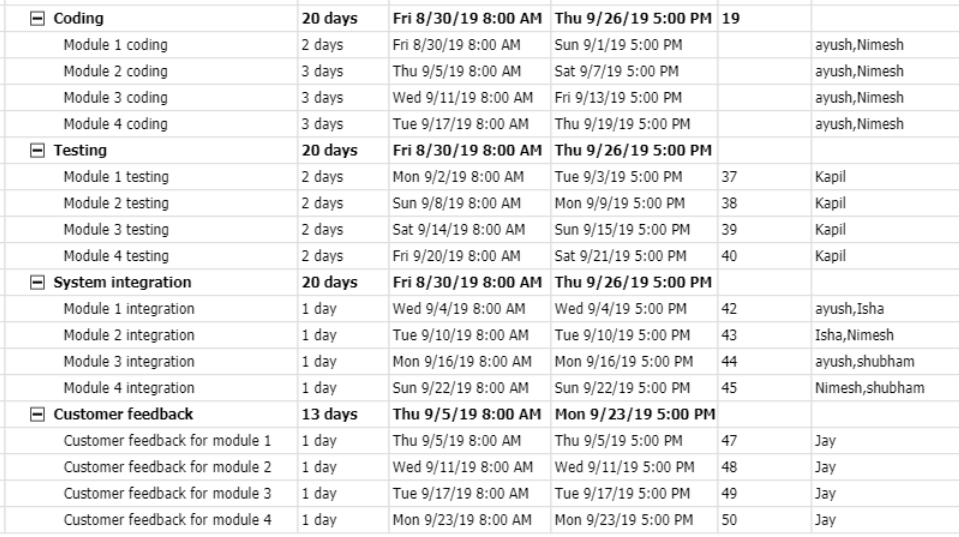 Coding 20 days Fri 8/30/19 8:00 AM Thu 9/26/19 5:00 PM 19
Module 1 coding 2 days Fri 8/30/19 8:00 AM Sun 9/1/19 5:00 PM ayush,Nimesh
Module 2 coding 3 days Thu 9/5/19 8:00 AM Sat 9/7/19 5:00 PM ayush,Nimesh
Module 3 coding 3 days Wed 9/11/19 8:00 AM Fri 9/13/19 5:00 PM ayush,Nimesh
Module 4 coding 3 days Tue 9/17/19 8:00 AM Thu 9/19/19 5:00 PM ayush,Nimesh
Testing 20 days Fri 8/30/19 8:00 AM Thu 9/26/19 5:00 PM
Module 1 testing 2 days Mon 9/2/19 8:00 AM Tue 9/3/19 5:00 PM 37 Kapil
Module 2 testing 2 days Sun 9/8/19 8:00 AM Mon 9/9/19 5:00 PM 38 Kapil
Module 3 testing 2 days Sat 9/14/19 8:00 AM Sun 9/15/19 5:00 PM 39 Kapil
Module 4 testing 2 days Fri 9/20/19 8:00 AM Sat 9/21/19 5:00 PM 40 Kapil
System integration 20 days Fri 8/30/19 8:00 AM Thu 9/26/19 5:00 PM
Module 1 integration 1 day Wed 9/4/19 8:00 AM Wed 9/4/19 5:00 PM 42 ayush,Isha
Module 2 integration 1 day Tue 9/10/19 8:00 AM Tue 9/10/19 5:00 PM 43 Isha,Nimesh
Module 3 integration 1 day Mon 9/16/19 8:00 AM Mon 9/16/19 5:00 PM 44 ayush,shubham
Module 4 integration 1 day Sun 9/22/19 8:00 AM Sun 9/22/19 5:00 PM 45 Nimesh,shubham
Customer feedback 13 days Thu 9/5/19 8:00 AM Mon 9/23/19 5:00 PM
Customer feedback for module 1 1 day Thu 9/5/19 8:00 AM Thu 9/5/19 5:00 PM 47 Jay
Customer feedback for module 2 1 day Wed 9/11/19 8:00 AM Wed 9/11/19 5:00 PM 48 Jay
Customer feedback for module 3 1 day Tue 9/17/19 8:00 AM Tue 9/17/19 5:00 PM 49 Jay
Customer feedback for module 4 1 day Mon 9/23/19 8:00 AM Mon 9/23/19 5:00 PM 50 Jay